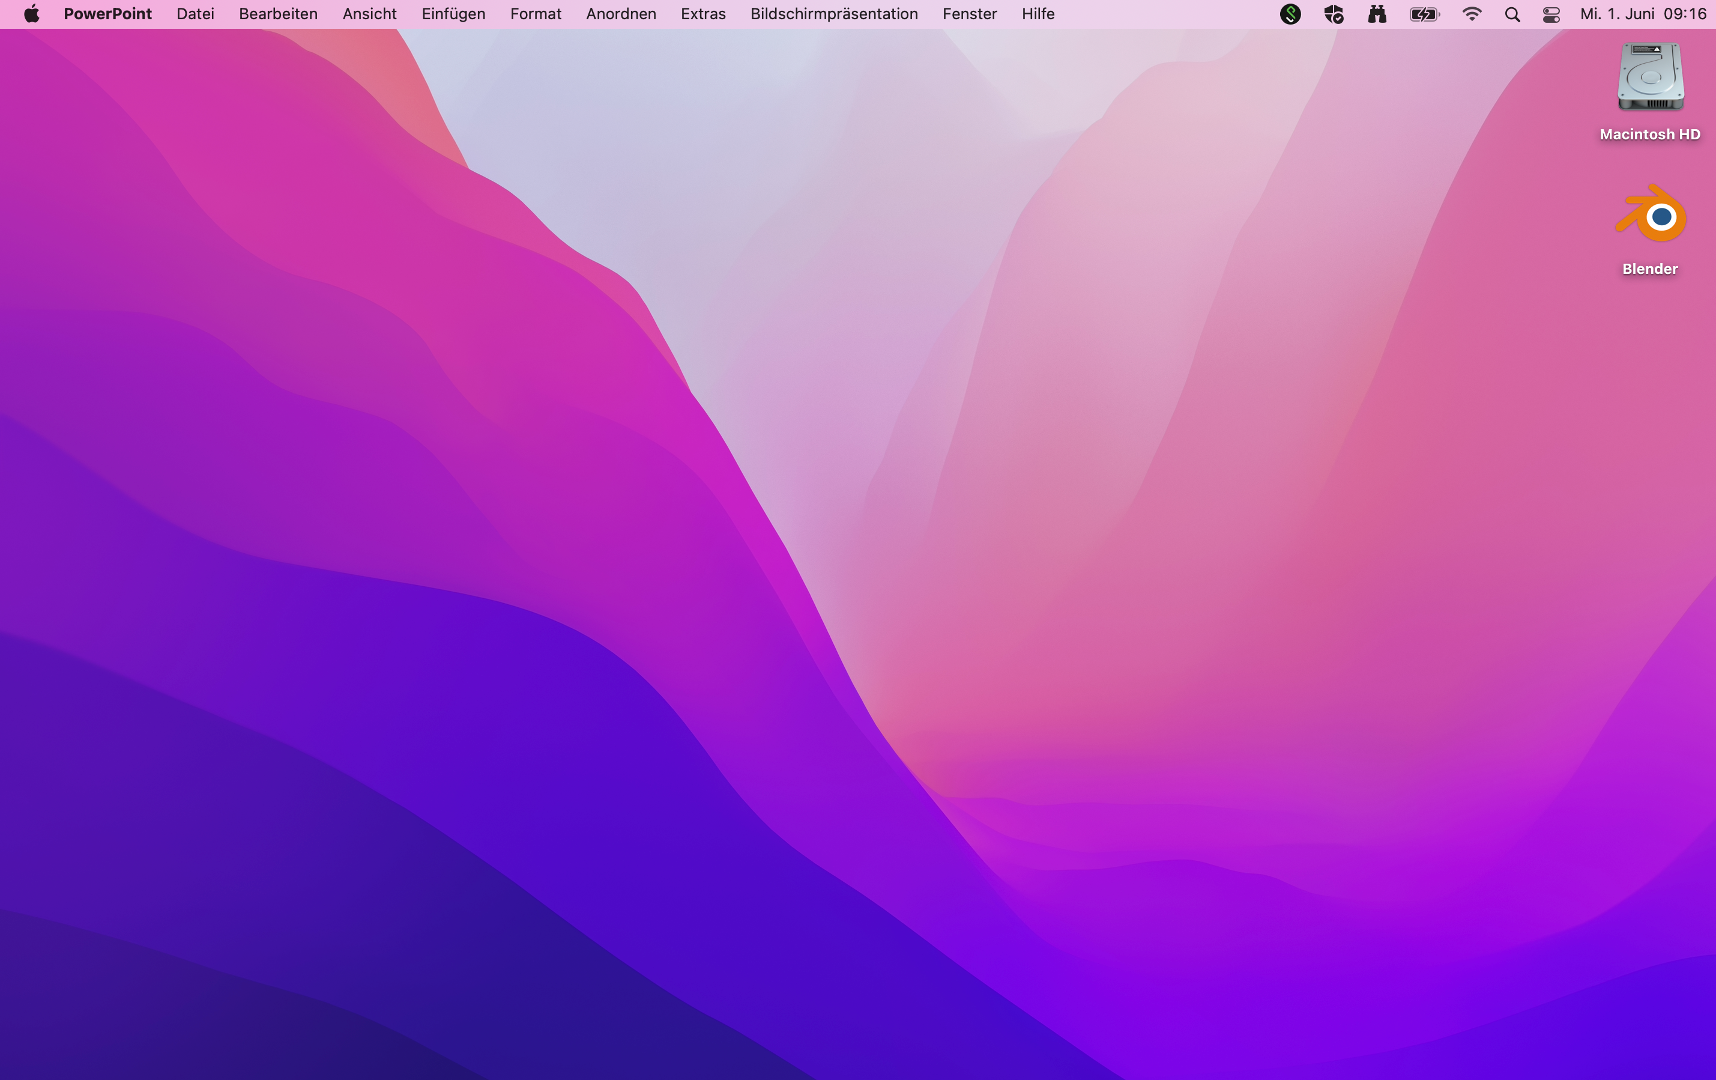 PowerPoint Datei Bearbeiten Ansicht Einfügen Format Anordnen Extras Bildschirmpräsentation Fenster Hilfe Mi. 1. Juni 09:16
Macintosh HD
Blender